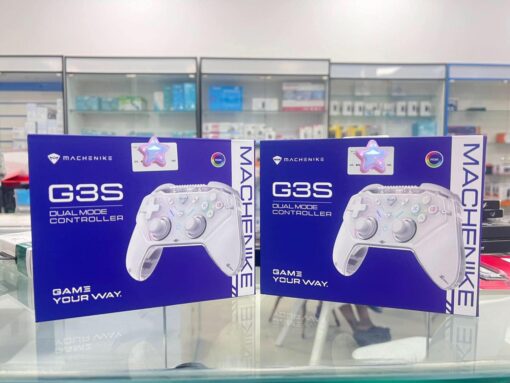 MACHENIKE
G3S
DUAL MODE
CONTROLLER
GAME
YOUR WAY.
MACHENIKE
MACHENIKE
G3S
DUAL MODE
CONTROLLER
GAME
YOUR WAY.
MACHENIKE